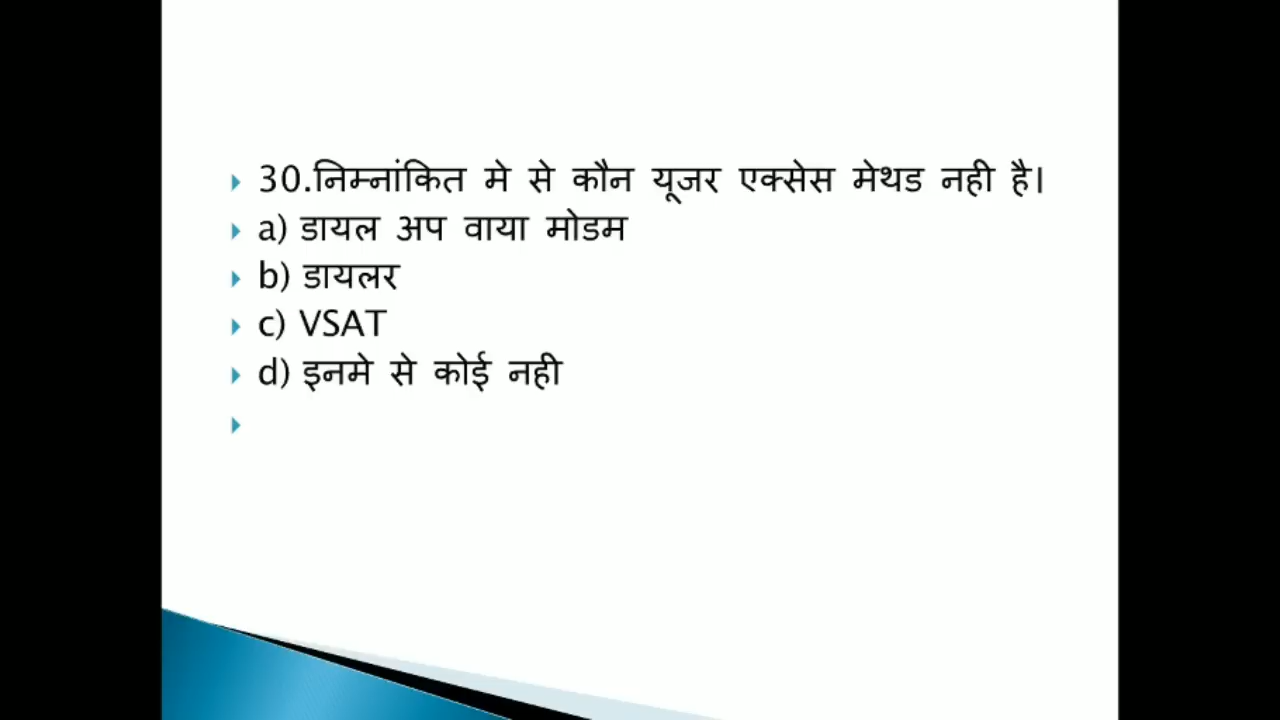 30.निम्नांकित मे से कौन यूजर एक्सेस मेथड नही है।
a) डायल अप वाया मोडम
b) डायलर
c) VSAT
d) इनमे से कोई नही